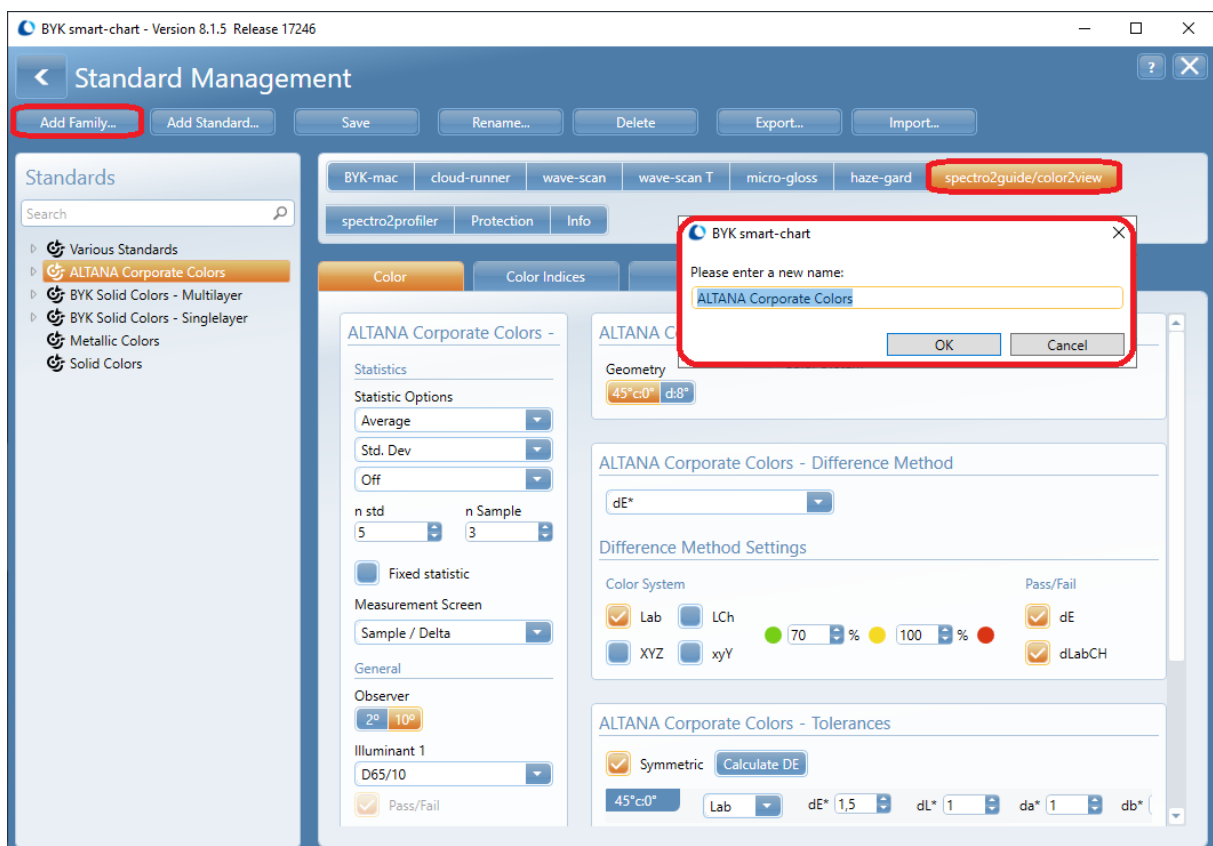 BYK smart-chart - Version 8.1.5 Release 17246
Standard Management
?
Add Family...
Add Standard...
Save
Rename...
Delete
Export...
Import...
Standards
Search
Various Standards
ALTANA Corporate Colors
BYK Solid Colors - Multilayer
BYK Solid Colors - Singlelayer
Metallic Colors
Solid Colors
BYK-mac
cloud-runner
wave-scan
wave-scan T
micro-gloss
haze-gard
spectro2guide/color2view
spectro2profiler
Protection
Info
BYK smart-chart
Please enter a new name:
ALTANA Corporate Colors
OK
Cancel
Color
Color Indices
ALTANA Corporate Colors -
Statistics
Statistic Options
Average
Std. Dev
Off
n std n Sample
5 3
Fixed statistic
Measurement Screen
Sample / Delta
General
Observer
2° 10°
Illuminant 1
D65/10
Pass/Fail
ALTANA C
Geometry
45°c:0° d:8°
ALTANA Corporate Colors - Difference Method
dE*
Difference Method Settings
Color System Pass/Fail
Lab LCh 70 % 100 % dE
XYZ xyY dLabCH
ALTANA Corporate Colors - Tolerances
Symmetric Calculate DE
45°c:0° Lab dE* 1,5 dL* 1 da* 1 db*